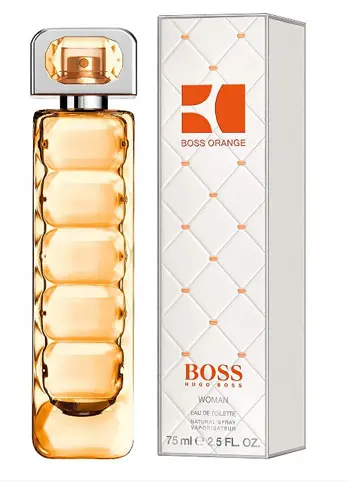 BOSS ORANGE
BOSS
HUGO BOSS
WOMAN
EAU DE TOILETTE
NATURAL SPRAY
VAPORISATEUR
75 ml ℮ 2.5 FL. OZ.